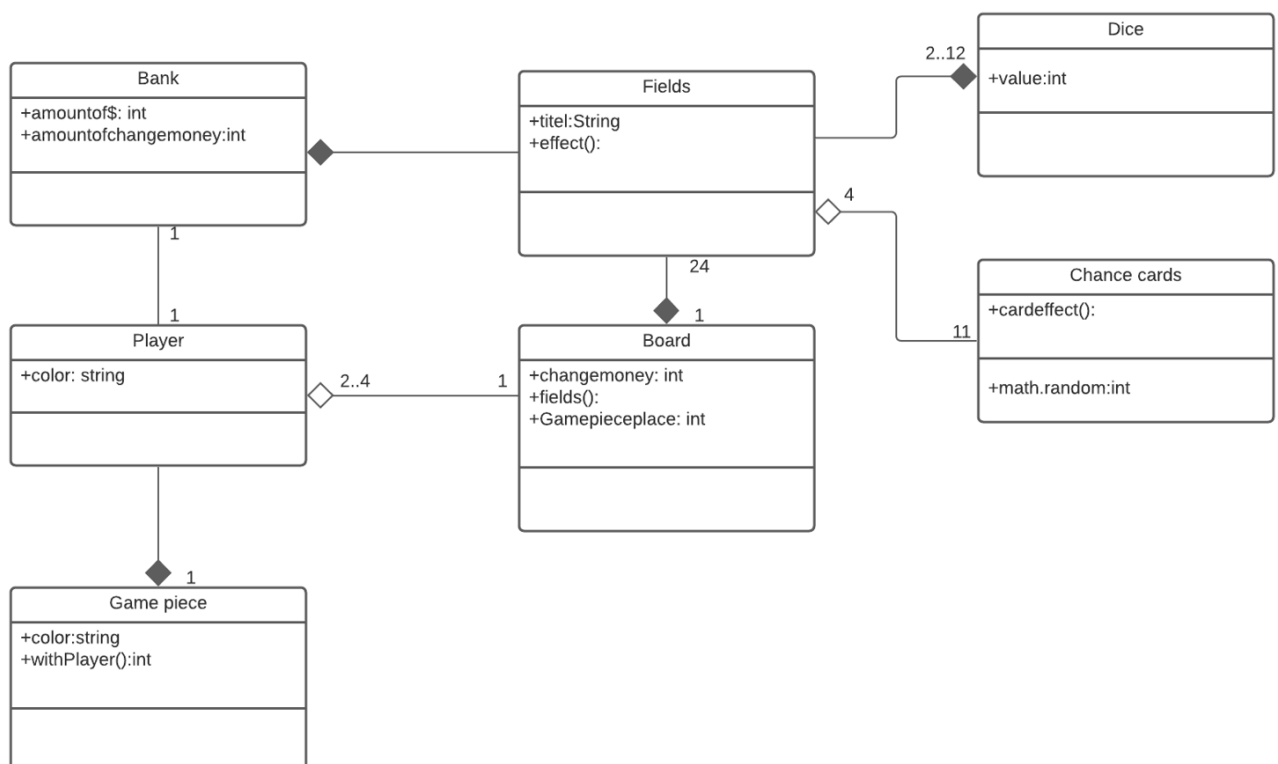 Dice
+value:int
2..12
Bank
+amountof$: int
+amountofchangemoney:int
Fields
+titel:String
+effect():
4
Chance cards
+cardeffect():
+math.random:int
11
24
1
1
1
Player
+color: string
2..4
1
Board
+changemoney: int
+fields():
+Gamepieceplace: int
1
Game piece
+color:string
+withPlayer():int